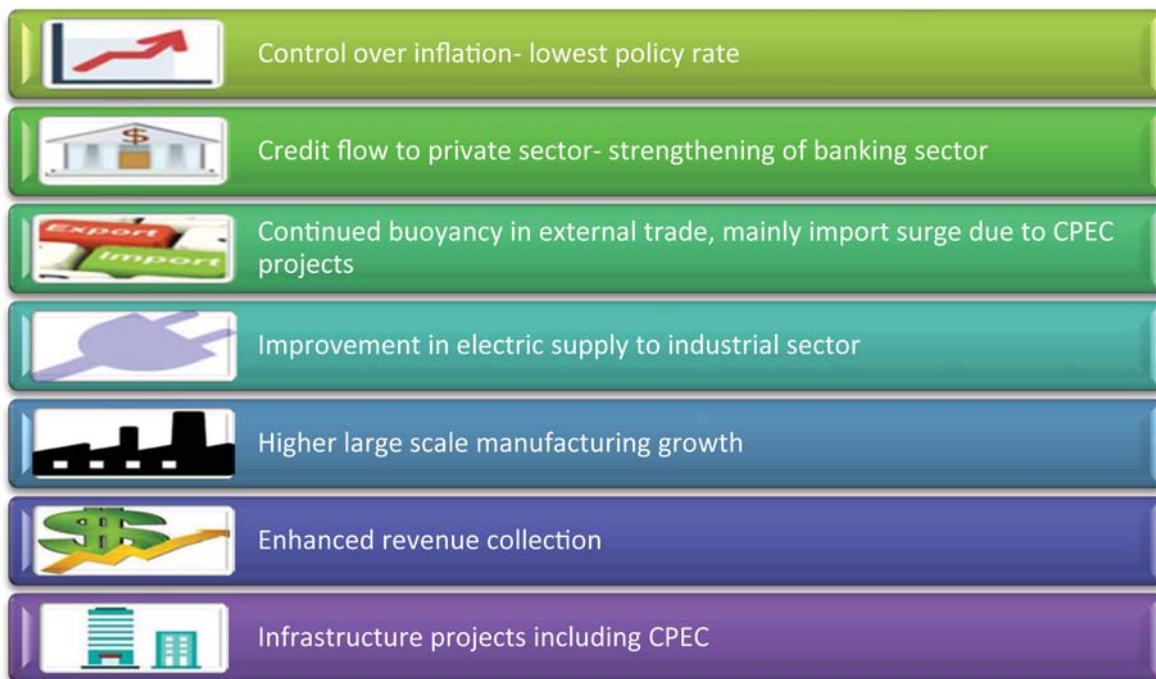 Control over inflation- lowest policy rate
$
Credit flow to private sector- strengthening of banking sector
Export
Import
Continued buoyancy in external trade, mainly import surge due to CPEC
projects
Improvement in electric supply to industrial sector
Higher large scale manufacturing growth
$
Enhanced revenue collection
Infrastructure projects including CPEC